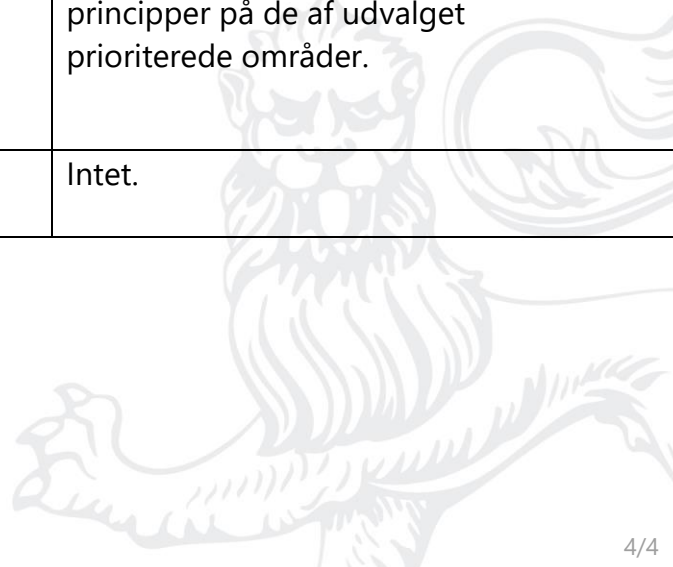 principper på de af udvalget
prioriterede områder.
Intet.
4/4